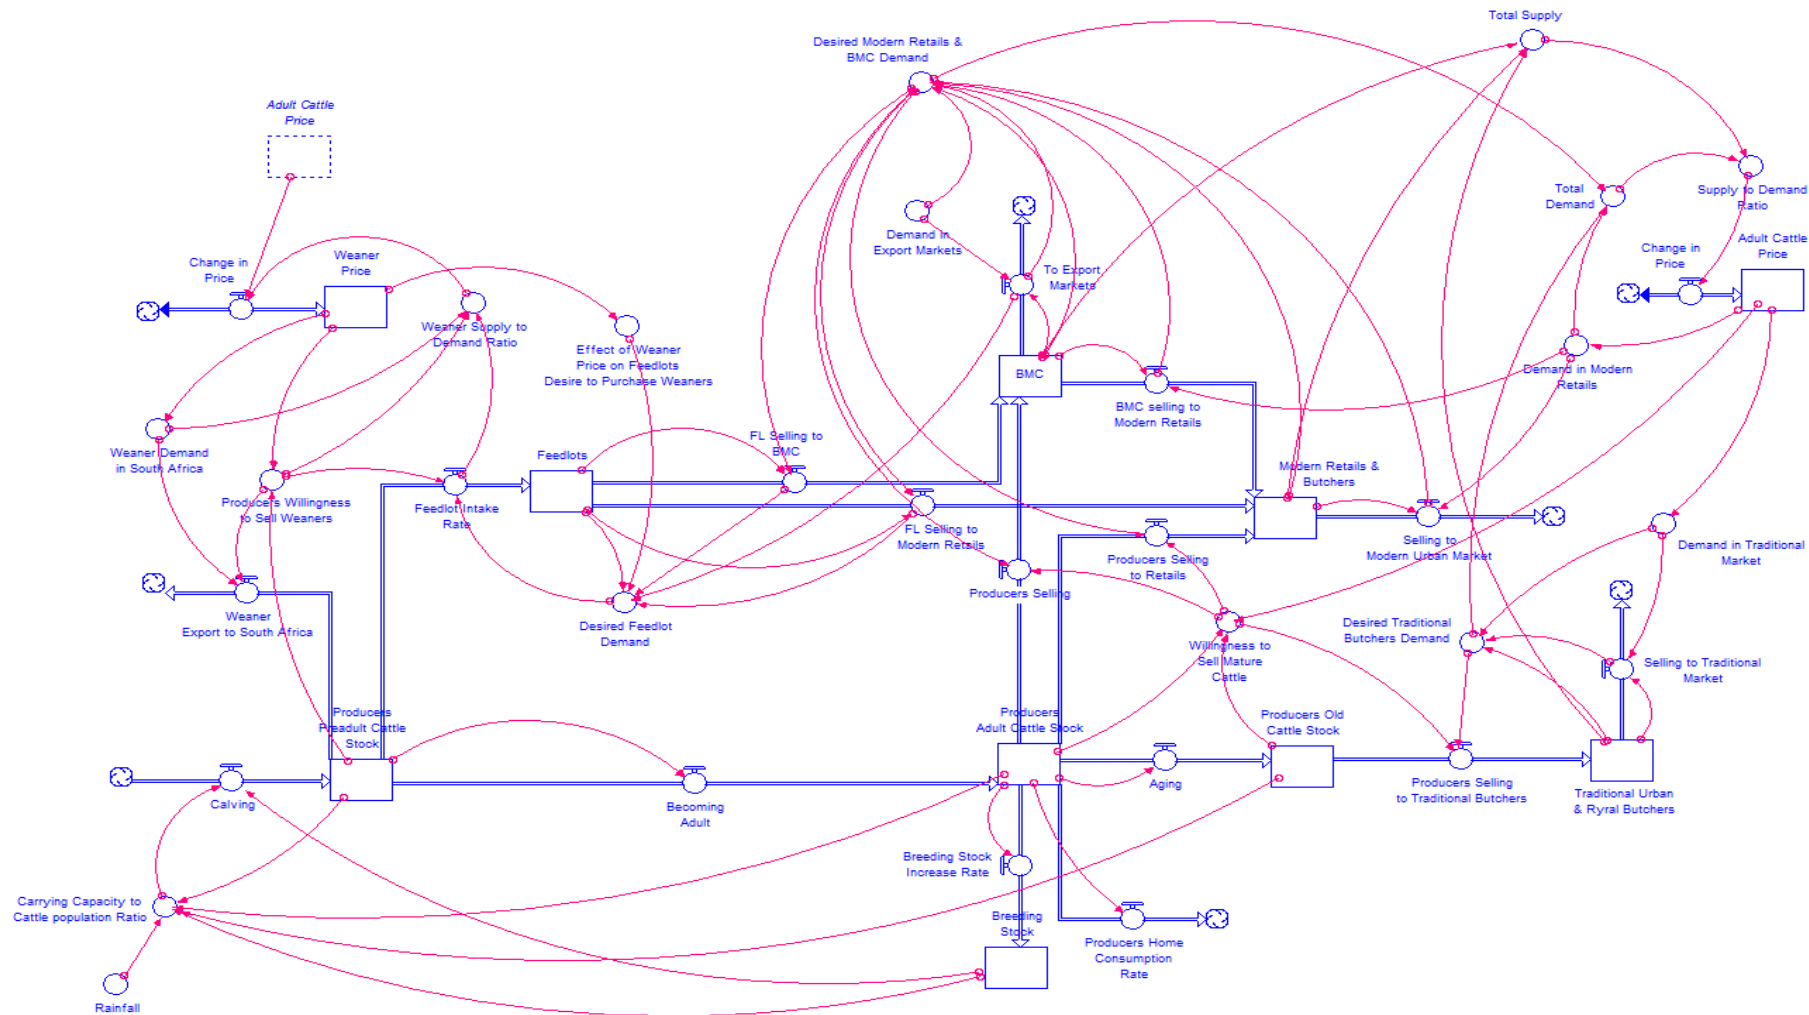 Total Supply
Desired Modern Retails &
BMC Demand
Adult Cattle
Price
Total
Demand
Supply to Demand
Ratio
Demand in
Export Markets
Change in
Price
Weaner
Price
To Export
Markets
Change in
Price
Adult Cattle
Price
Weaner Supply to
Demand Ratio
Effect of Weaner
Price on Feedlots
Desire to Purchase Weaners
BMC
Demand in Modern
Retails
BMC selling to
Modern Retails
Weaner Demand
in South Africa
FL Selling to
BMC
Feedlots
Modern Retails &
Butchers
Producers Willingness
to Sell Weaners
Feedlot Intake
Rate
FL Selling to
Modern Retails
Selling to
Modern Urban Market
Demand in Traditional
Market
Producers Selling
to Retails
Producers Selling
Weaner
Export to South Africa
Desired Feedlot
Demand
Willingness to
Sell Mature
Cattle
Desired Traditional
Butchers Demand
Selling to Traditional
Market
Producers
Preadult Cattle
Stock
Producers
Adult Cattle Stock
Producers Old
Cattle Stock
Calving
Becoming
Adult
Aging
Producers Selling
to Traditional Butchers
Traditional Urban
& Ryral Butchers
Breeding Stock
Increase Rate
Carrying Capacity to
Cattle population Ratio
Breeding
Stock
Producers Home
Consumption
Rate
Rainfall